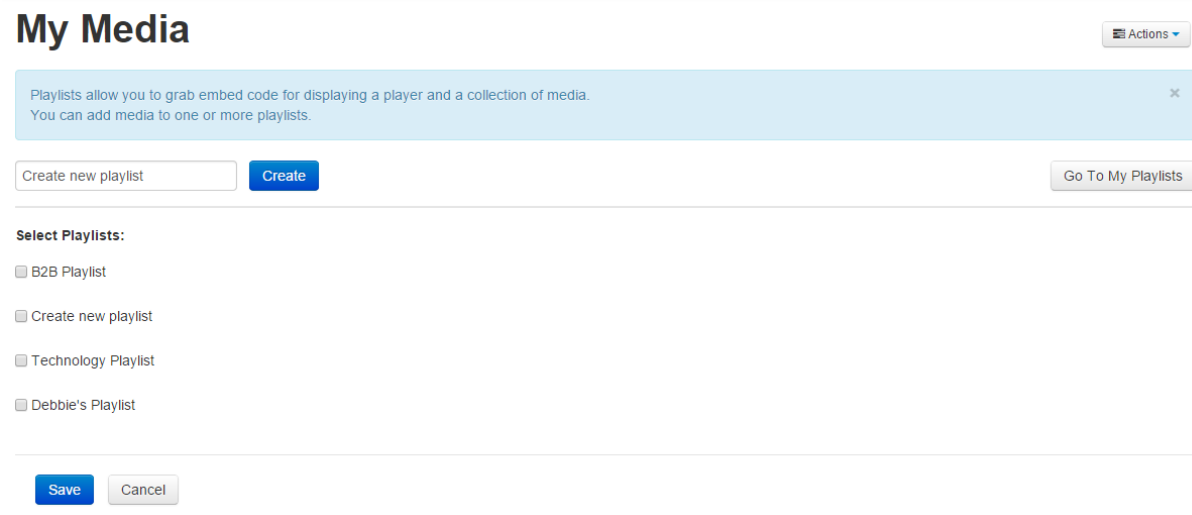 My Media
Actions
Playlists allow you to grab embed code for displaying a player and a collection of media.
×
You can add media to one or more playlists.
Create new playlist
Create
Go To My Playlists
Select Playlists:
B2B Playlist
Create new playlist
Technology Playlist
Debbie's Playlist
Save
Cancel